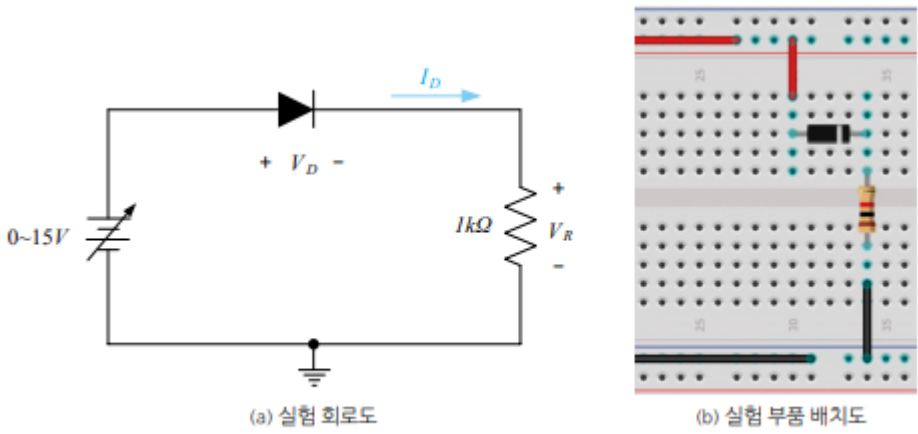 I_D
+ V_D −
0~15V
1kΩ
+
V_R
−
25
35
25
30
35
(a) 실험 회로도
(b) 실험 부품 배치도